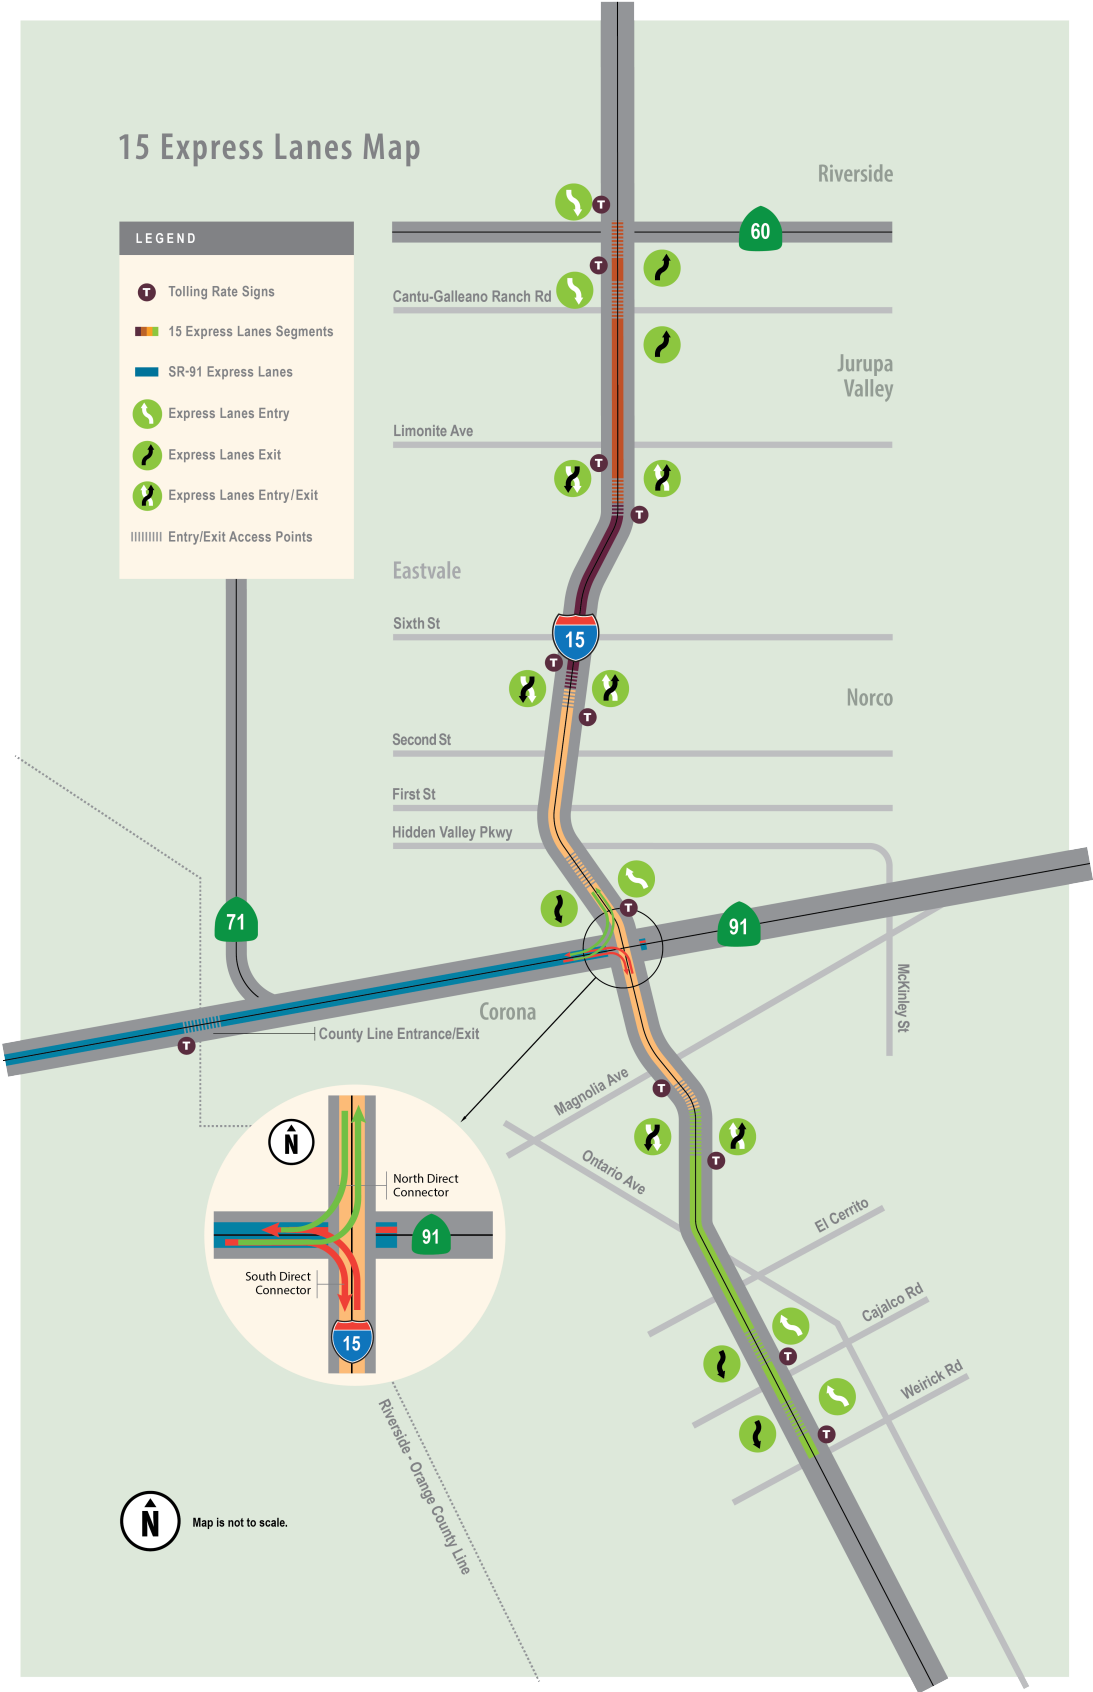 15 Express Lanes Map
Riverside
T
LEGEND
60
T
T
Tolling Rate Signs
Cantu-Galleano Ranch Rd
15 Express Lanes Segments
Jurupa
Valley
SR-91 Express Lanes
Express Lanes Entry
Limonite Ave
Express Lanes Exit
T
Express Lanes Entry/Exit
T
Entry/Exit Access Points
Eastvale
Sixth St
15
T
Norco
T
Second St
First St
Hidden Valley Pkwy
T
71
91
McKinley St
Corona
County Line Entrance/Exit
T
Magnolia Ave
T
N
T
Ontario Ave
North Direct
Connector
El Cerrito
91
South Direct
Connector
Cajalco Rd
15
T
Weirick Rd
T
Riverside - Orange County Line
N
Map is not to scale.